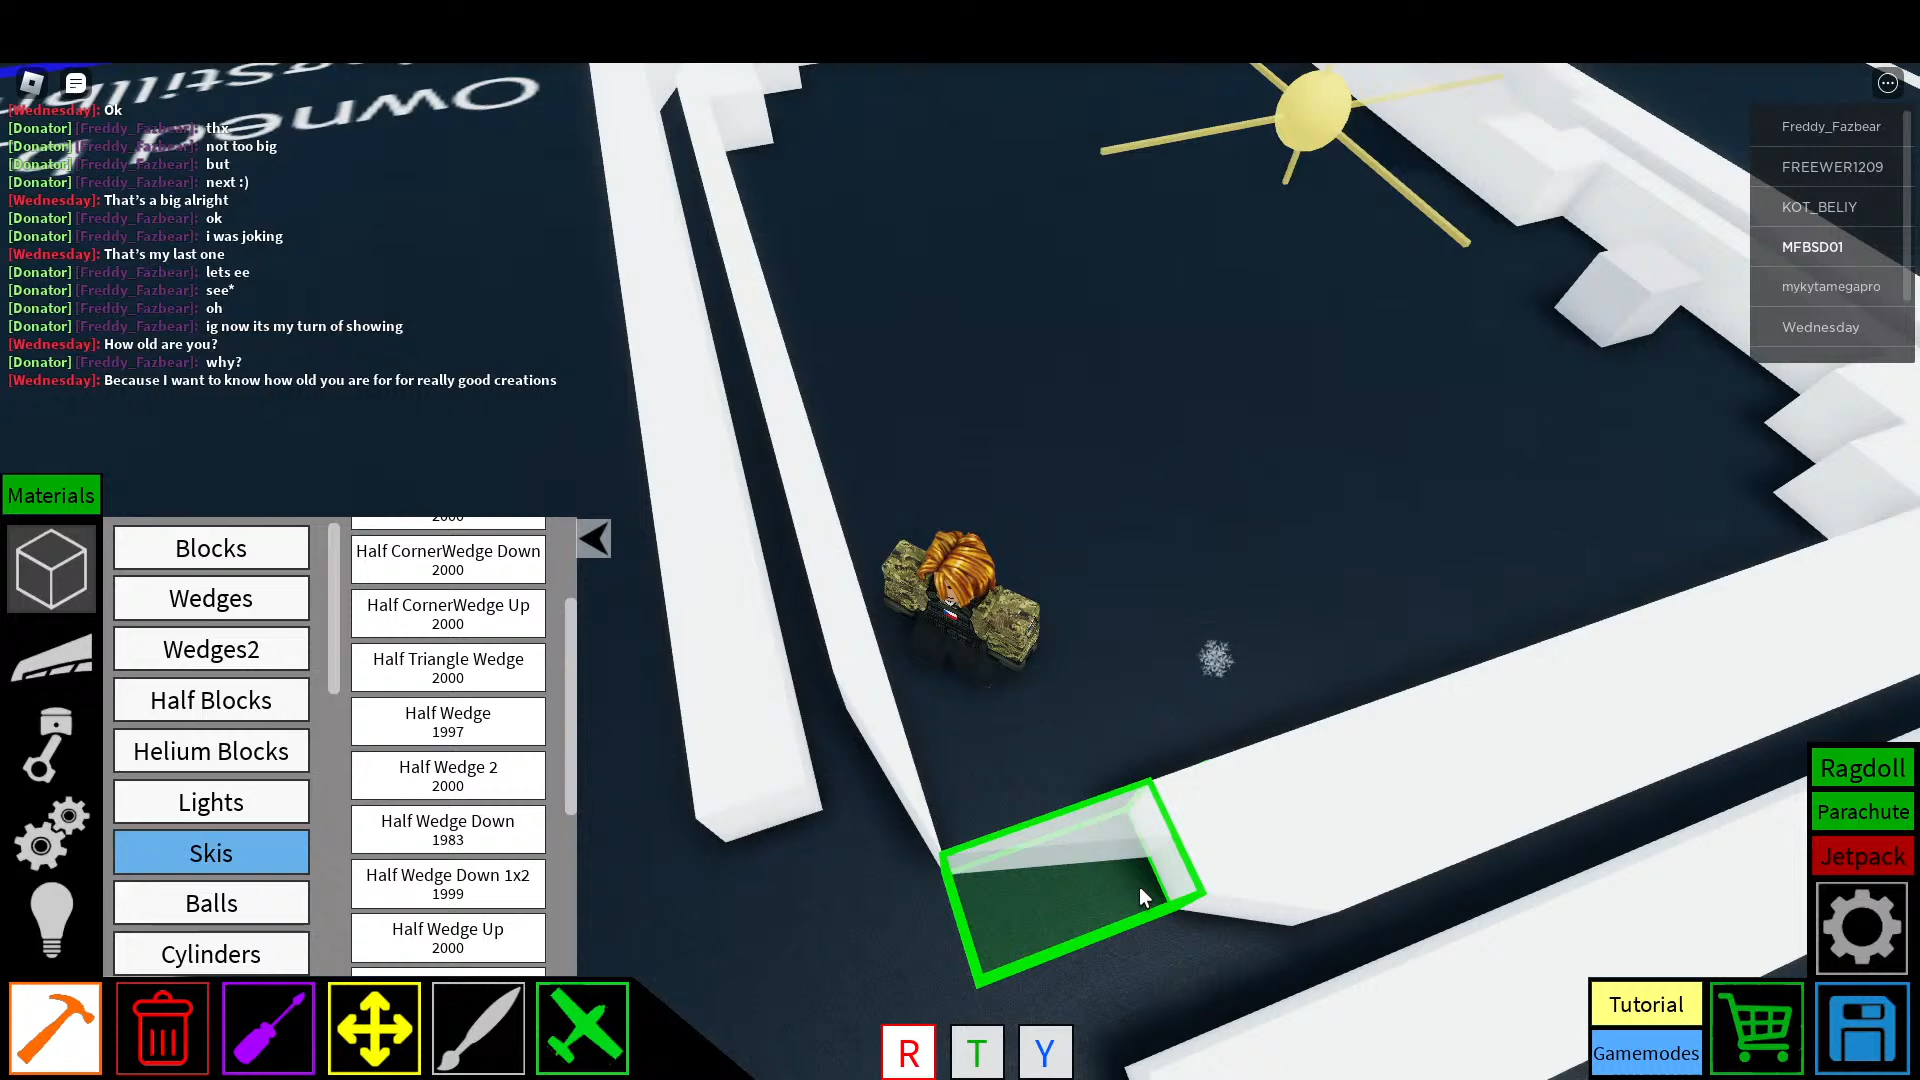 Owned
[Wednesday]: Ok
[Donator] [Freddy_Fazbear]: thx
[Donator] [Freddy_Fazbear]: not too big
[Donator] [Freddy_Fazbear]: but
[Donator] [Freddy_Fazbear]: next :)
[Wednesday]: That's a big alright
[Donator] [Freddy_Fazbear]: ok
[Donator] [Freddy_Fazbear]: i was joking
[Wednesday]: That's my last one
[Donator] [Freddy_Fazbear]: lets ee
[Donator] [Freddy_Fazbear]: see*
[Donator] [Freddy_Fazbear]: oh
[Donator] [Freddy_Fazbear]: ig now its my turn of showing
[Wednesday]: How old are you?
[Donator] [Freddy_Fazbear]: why?
[Wednesday]: Because I want to know how old you are for for really good creations
Freddy_Fazbear
FREEWER1209
KOT_BELIY
MFBSD01
mykytamegapro
Wednesday
Materials
Blocks
Wedges
Wedges2
Half Blocks
Helium Blocks
Lights
Skis
Balls
Cylinders
2000
Half CornerWedge Down
2000
Half CornerWedge Up
2000
Half Triangle Wedge
2000
Half Wedge
1997
Half Wedge 2
2000
Half Wedge Down
1983
Half Wedge Down 1x2
1999
Half Wedge Up
2000
R
T
Y
Ragdoll
Parachute
Jetpack
Tutorial
Gamemodes